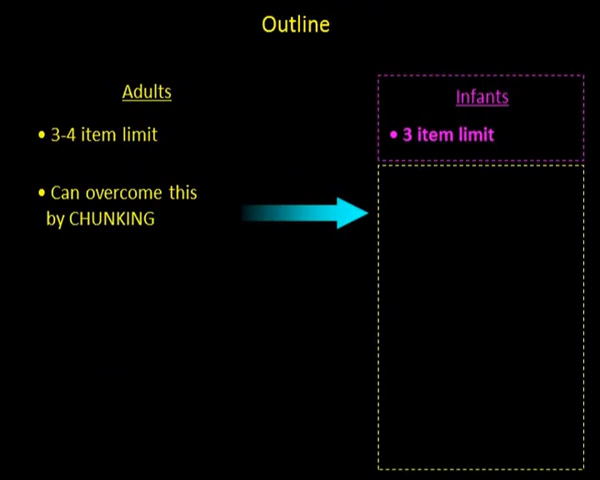 Outline
Adults
• 3-4 item limit
• Can overcome this
by CHUNKING
Infants
• 3 item limit